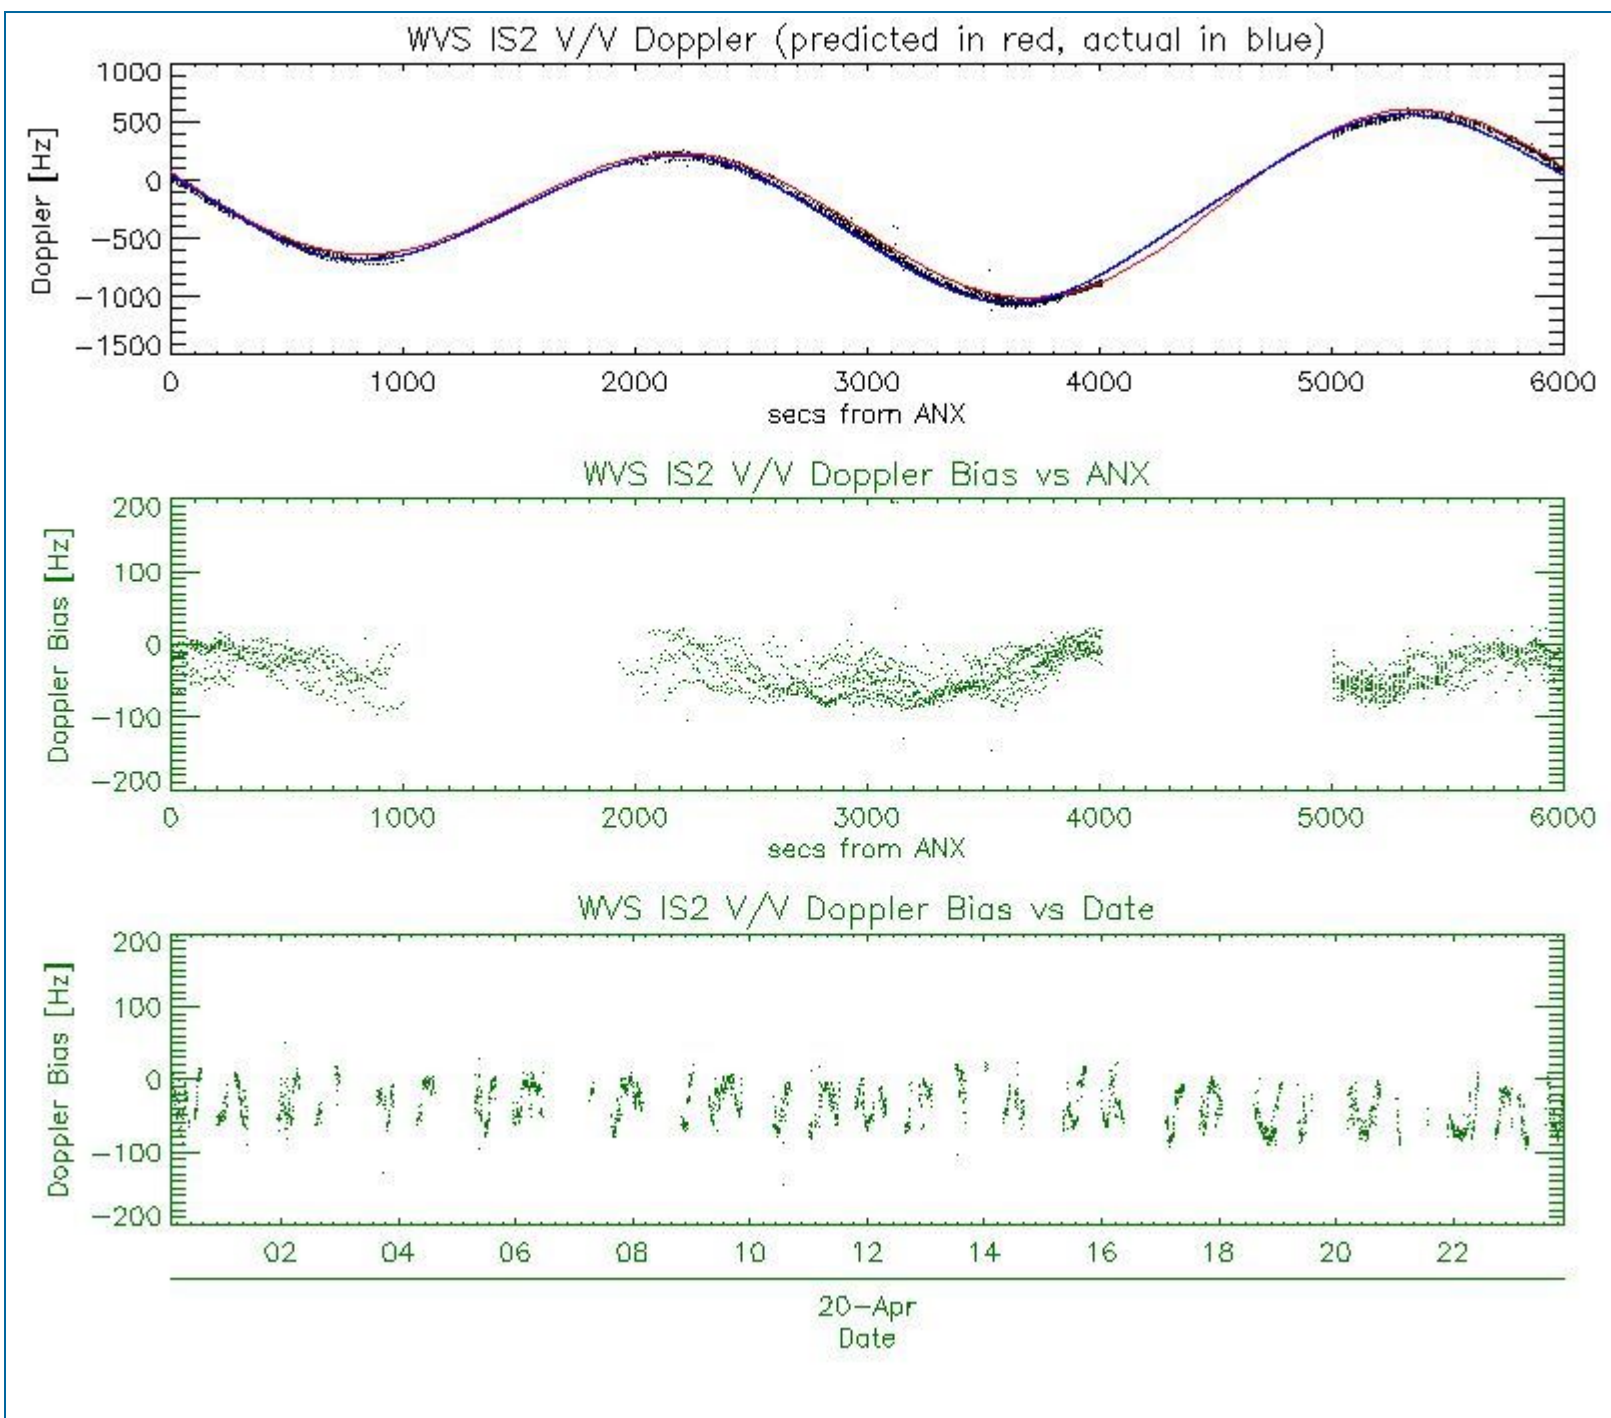 WVS IS2 V/V Doppler (predicted in red, actual in blue)
1000
500
0
-500
-1000
-1500
Doppler [Hz]
0 1000 2000 3000 4000 5000 6000
secs from ANX
WVS IS2 V/V Doppler Bias vs ANX
200
100
0
-100
-200
Doppler Bias [Hz]
0 1000 2000 3000 4000 5000 6000
secs from ANX
WVS IS2 V/V Doppler Bias vs Date
200
100
0
-100
-200
Doppler Bias [Hz]
02 04 06 08 10 12 14 16 18 20 22
20-Apr
Date